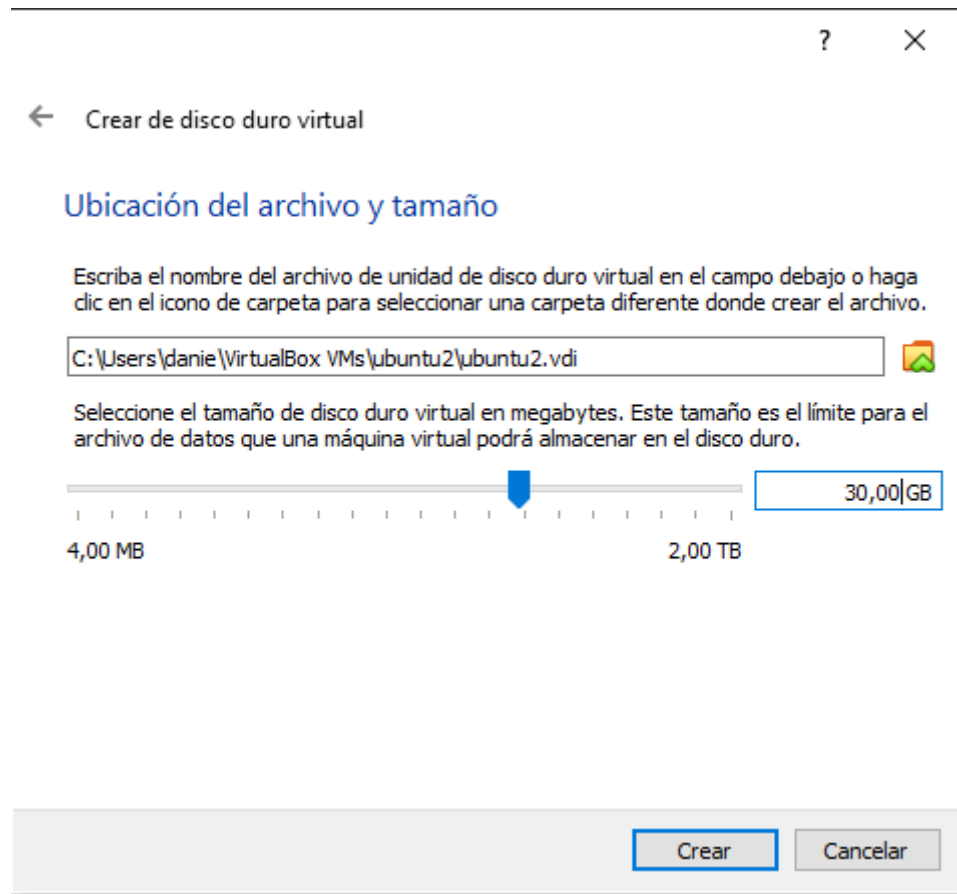 ?
Crear de disco duro virtual
Ubicación del archivo y tamaño
Escriba el nombre del archivo de unidad de disco duro virtual en el campo debajo o haga
clic en el icono de carpeta para seleccionar una carpeta diferente donde crear el archivo.
C:\Users\danie\VirtualBox VMs\ubuntu2\ubuntu2.vdi
Seleccione el tamaño de disco duro virtual en megabytes. Este tamaño es el límite para el
archivo de datos que una máquina virtual podrá almacenar en el disco duro.
30,00 GB
4,00 MB 2,00 TB
Crear Cancelar